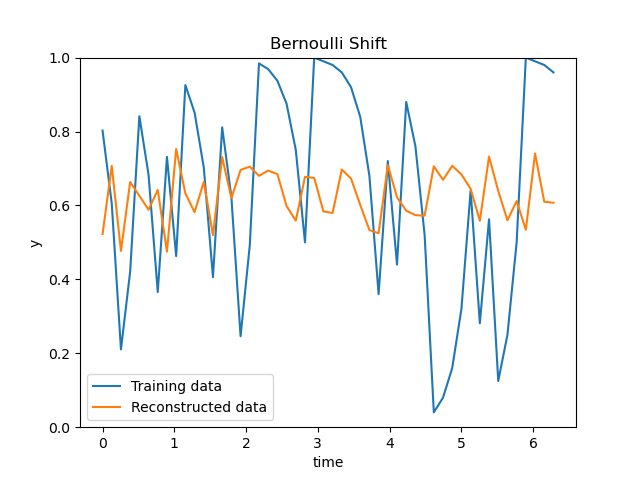 Bernoulli Shift
1.0
0.8
0.6
0.4
0.2
0.0
y
Training data
Reconstructed data
0 1 2 3 4 5 6
time